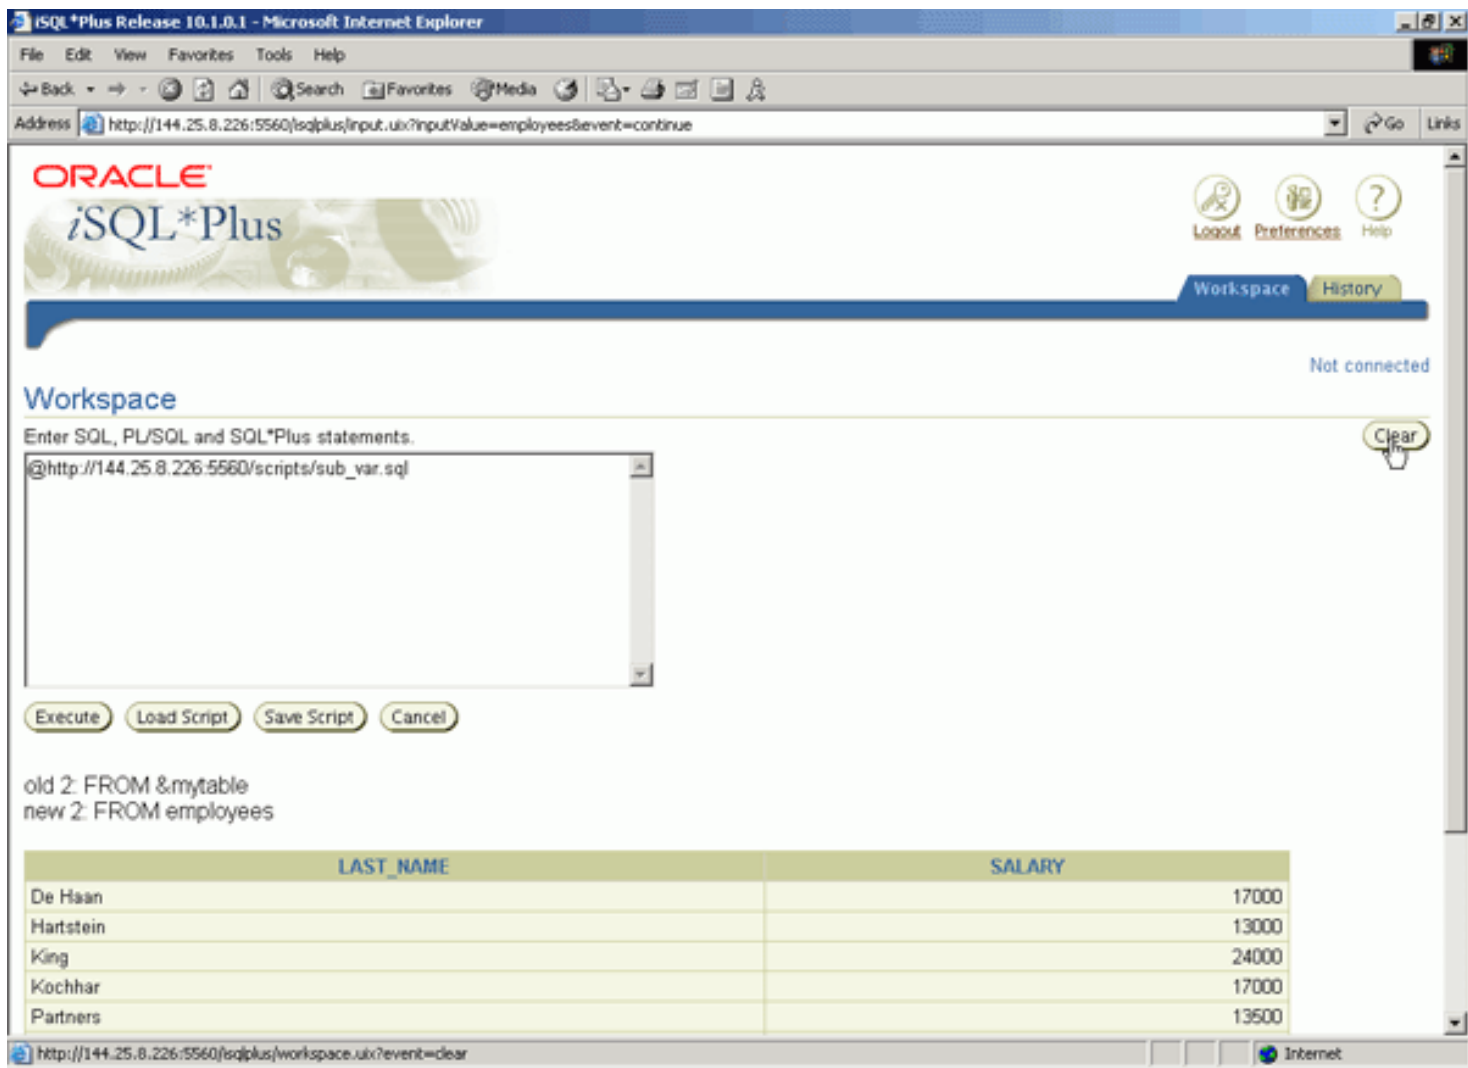 iSQL*Plus Release 10.1.0.1 - Microsoft Internet Explorer
File Edit View Favorites Tools Help
Back Search Favorites Media
Address http://144.25.8.226:5560/isqlplus/input.uix?inputValue=employees&event=continue Go Links
ORACLE
iSQL*Plus
Logout Preferences Help
Workspace History
Not connected
Workspace
Enter SQL, PL/SQL and SQL*Plus statements.
Clear
@http://144.25.8.226:5560/scripts/sub_var.sql
Execute Load Script Save Script Cancel
old 2: FROM &mytable
new 2: FROM employees
LAST_NAME SALARY
De Haan 17000
Hartstein 13000
King 24000
Kochhar 17000
Partners 13500
http://144.25.8.226:5560/isqlplus/workspace.uix?event=clear Internet